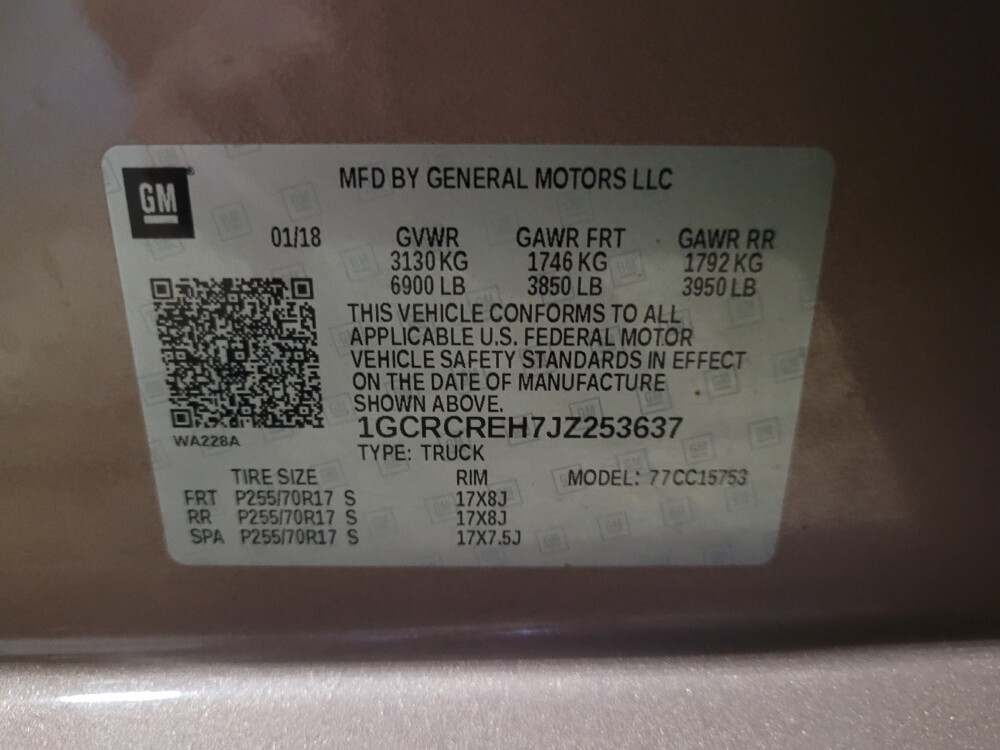 GM
MFD BY GENERAL MOTORS LLC
01/18 GVWR GAWR FRT GAWR RR
3130 KG 1746 KG 1792 KG
6900 LB 3850 LB 3950 LB
THIS VEHICLE CONFORMS TO ALL
APPLICABLE U.S. FEDERAL MOTOR
VEHICLE SAFETY STANDARDS IN EFFECT
ON THE DATE OF MANUFACTURE
SHOWN ABOVE.
1GCRCREH7JZ253637
WA228A
TYPE: TRUCK
TIRE SIZE RIM MODEL: 77CC15753
FRT P255/70R17 S 17X8J
RR P255/70R17 S 17X8J
SPA P255/70R17 S 17X7.5J